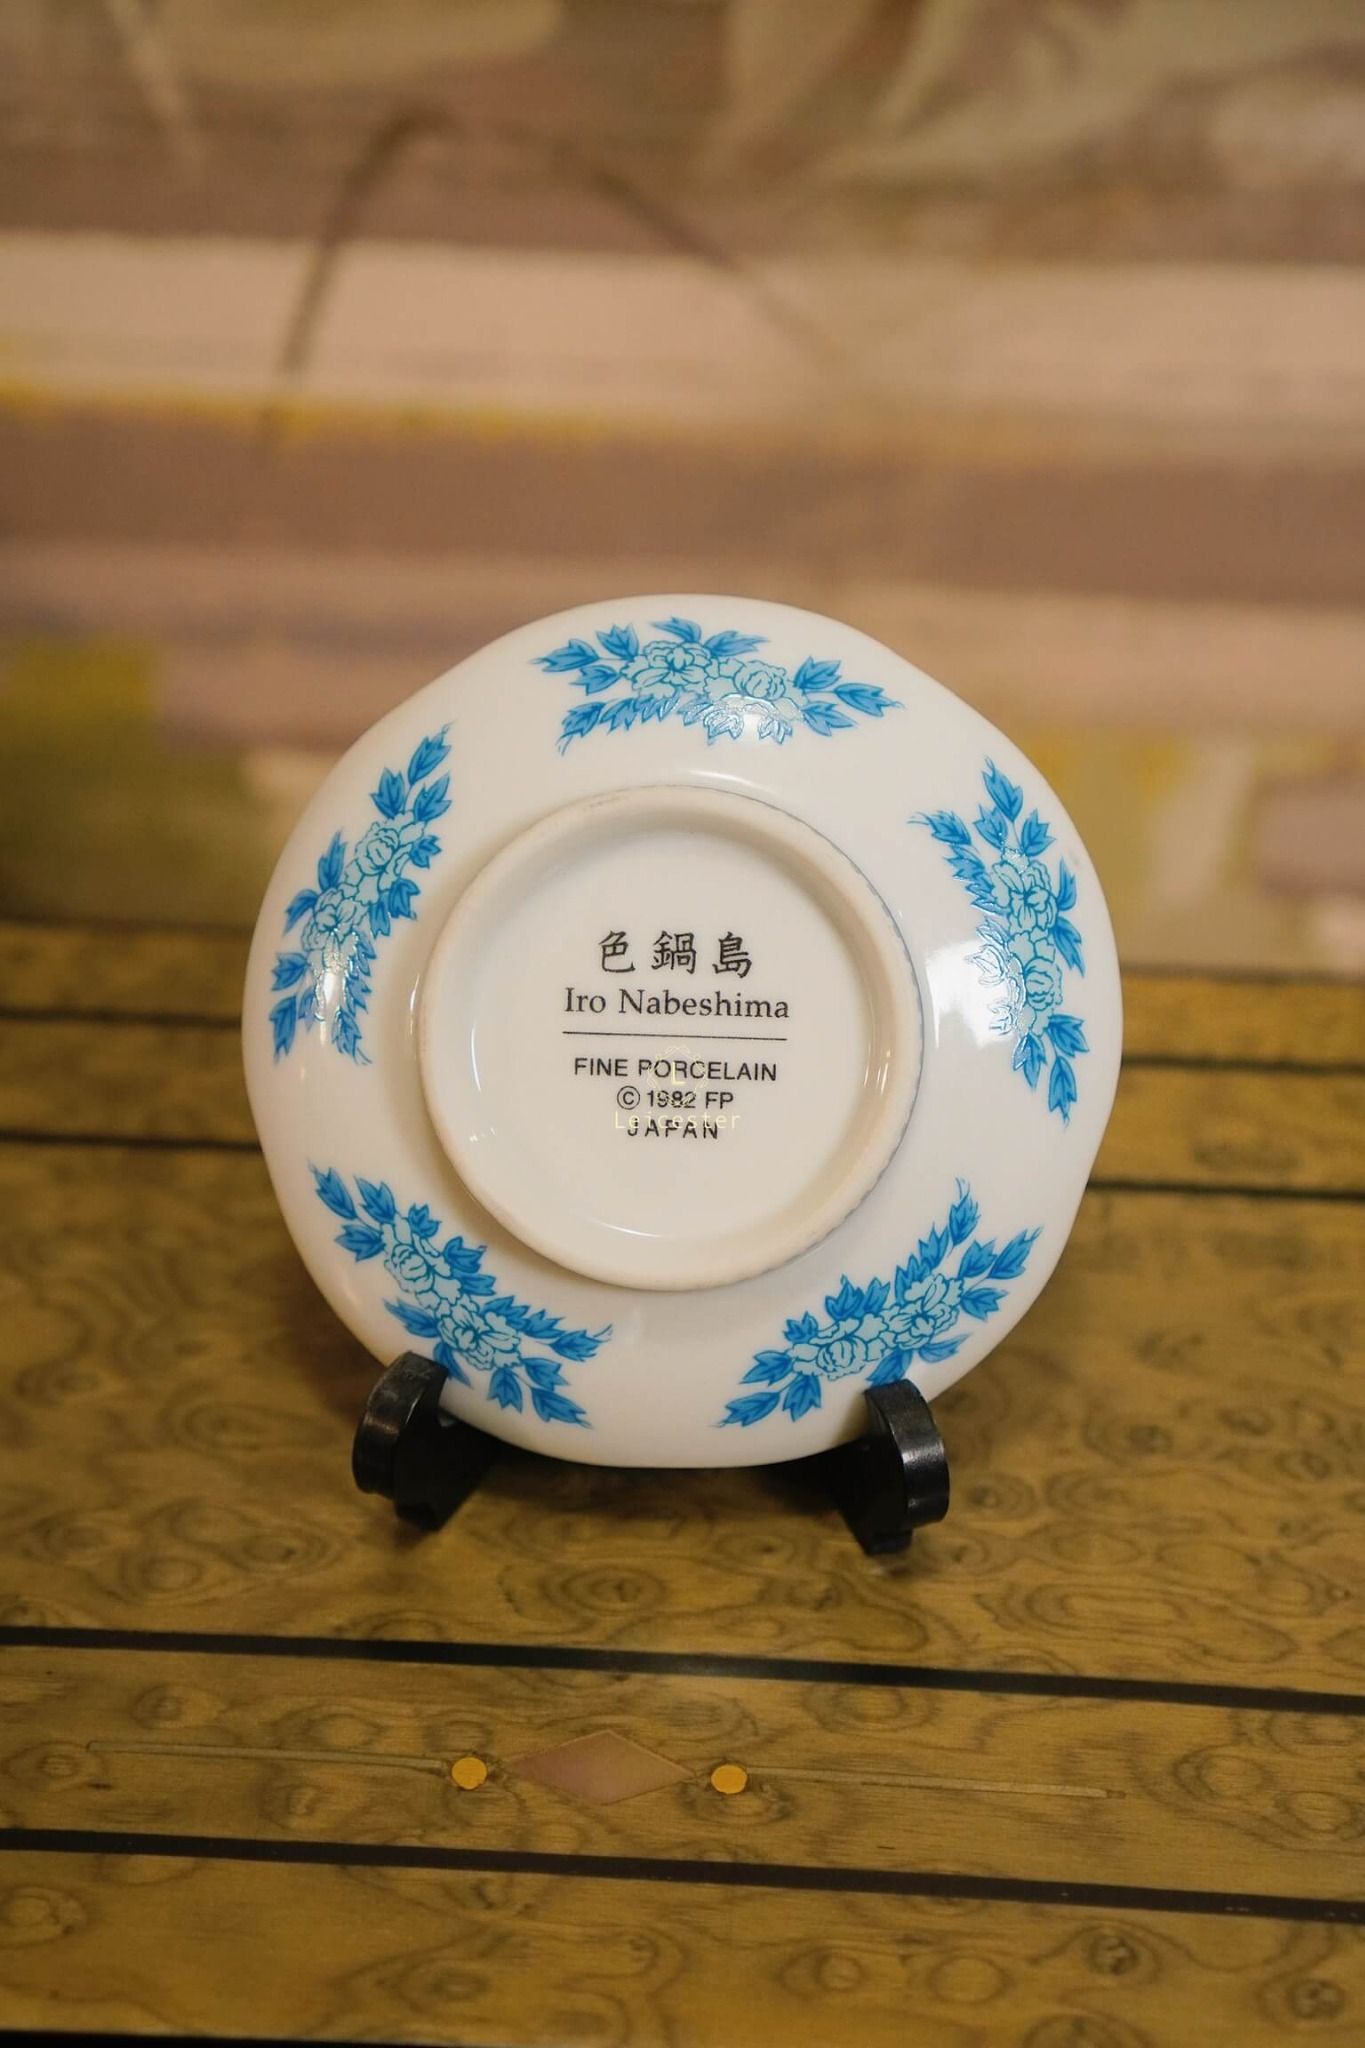 色鍋島
Iro Nabeshima
FINE PORCELAIN
© 1982 FP
L
Leicester
JAPAN